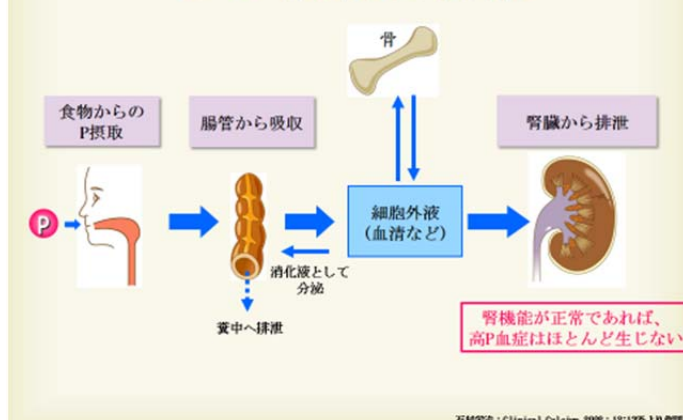 骨
食物からの
P摂取
腸管から吸収
腎臓から排泄
P
細胞外液
(血清など)
消化液として
分泌
糞中へ排泄
腎機能が正常であれば、
高P血症はほとんど生じない